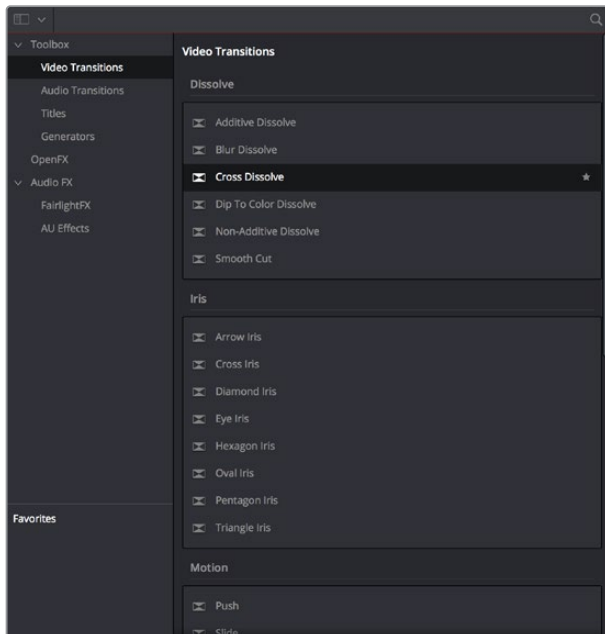 Toolbox
Video Transitions
Audio Transitions
Titles
Generators
OpenFX
Audio FX
FairlightFX
AU Effects
Favorites
Video Transitions
Dissolve
Additive Dissolve
Blur Dissolve
Cross Dissolve
Dip To Color Dissolve
Non-Additive Dissolve
Smooth Cut
Iris
Arrow Iris
Cross Iris
Diamond Iris
Eye Iris
Hexagon Iris
Oval Iris
Pentagon Iris
Triangle Iris
Motion
Push
Slide